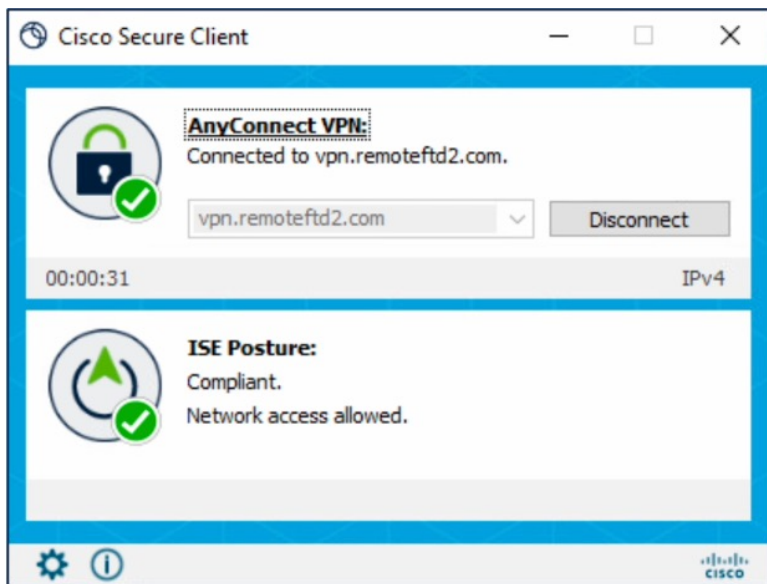 Cisco Secure Client
AnyConnect VPN:
Connected to vpn.remoteftd2.com.
vpn.remoteftd2.com
Disconnect
00:00:31
IPv4
ISE Posture:
Compliant.
Network access allowed.
CISCO